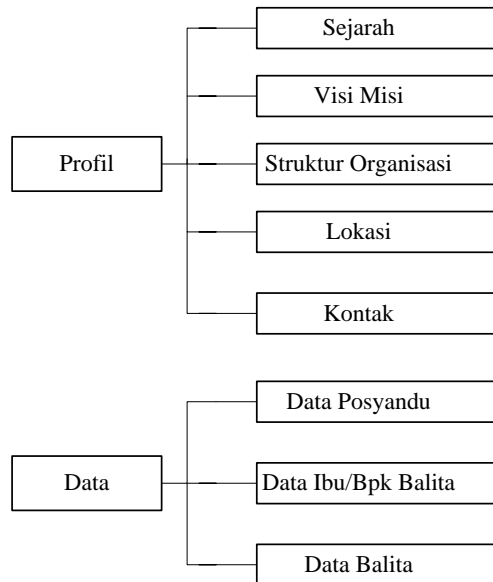 Profil
Sejarah
Visi Misi
Struktur Organisasi
Lokasi
Kontak
Data
Data Posyandu
Data Ibu/Bpk Balita
Data Balita